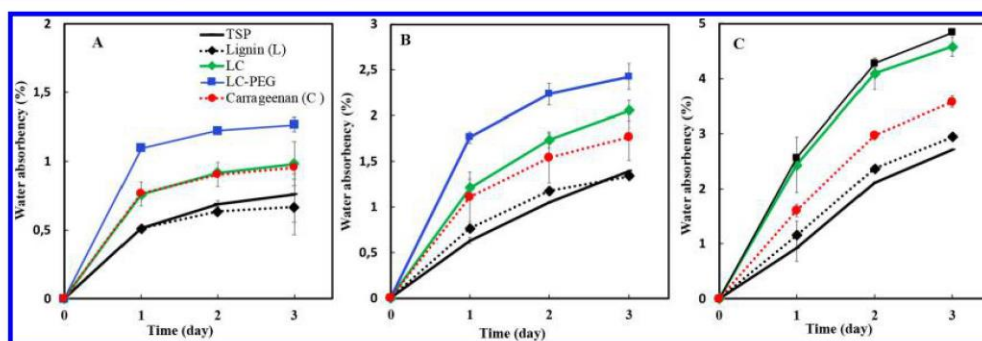 A
Water absorbency (%)
2
1,5
1
0,5
0
0 1 2 3
Time (day)
TSP
Lignin (L)
LC
LC-PEG
Carrageenan (C )
B
Water absorbency (%)
3
2,5
2
1,5
1
0,5
0
0 1 2 3
Time (day)
C
Water absorbency (%)
5
4
3
2
1
0
0 1 2 3
Time (day)